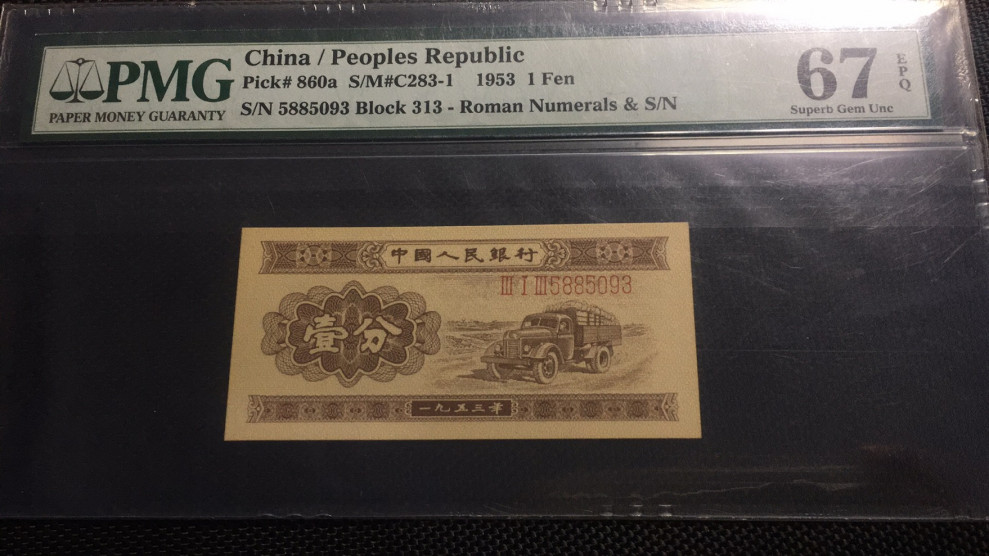 PMG
PAPER MONEY GUARANTY
China / Peoples Republic
Pick# 860a S/M#C283-1 1953 1 Fen
S/N 5885093 Block 313 - Roman Numerals & S/N
67
EPQ
Superb Gem Unc
中國人民銀行
III I III 5885093
壹分
一九五三年